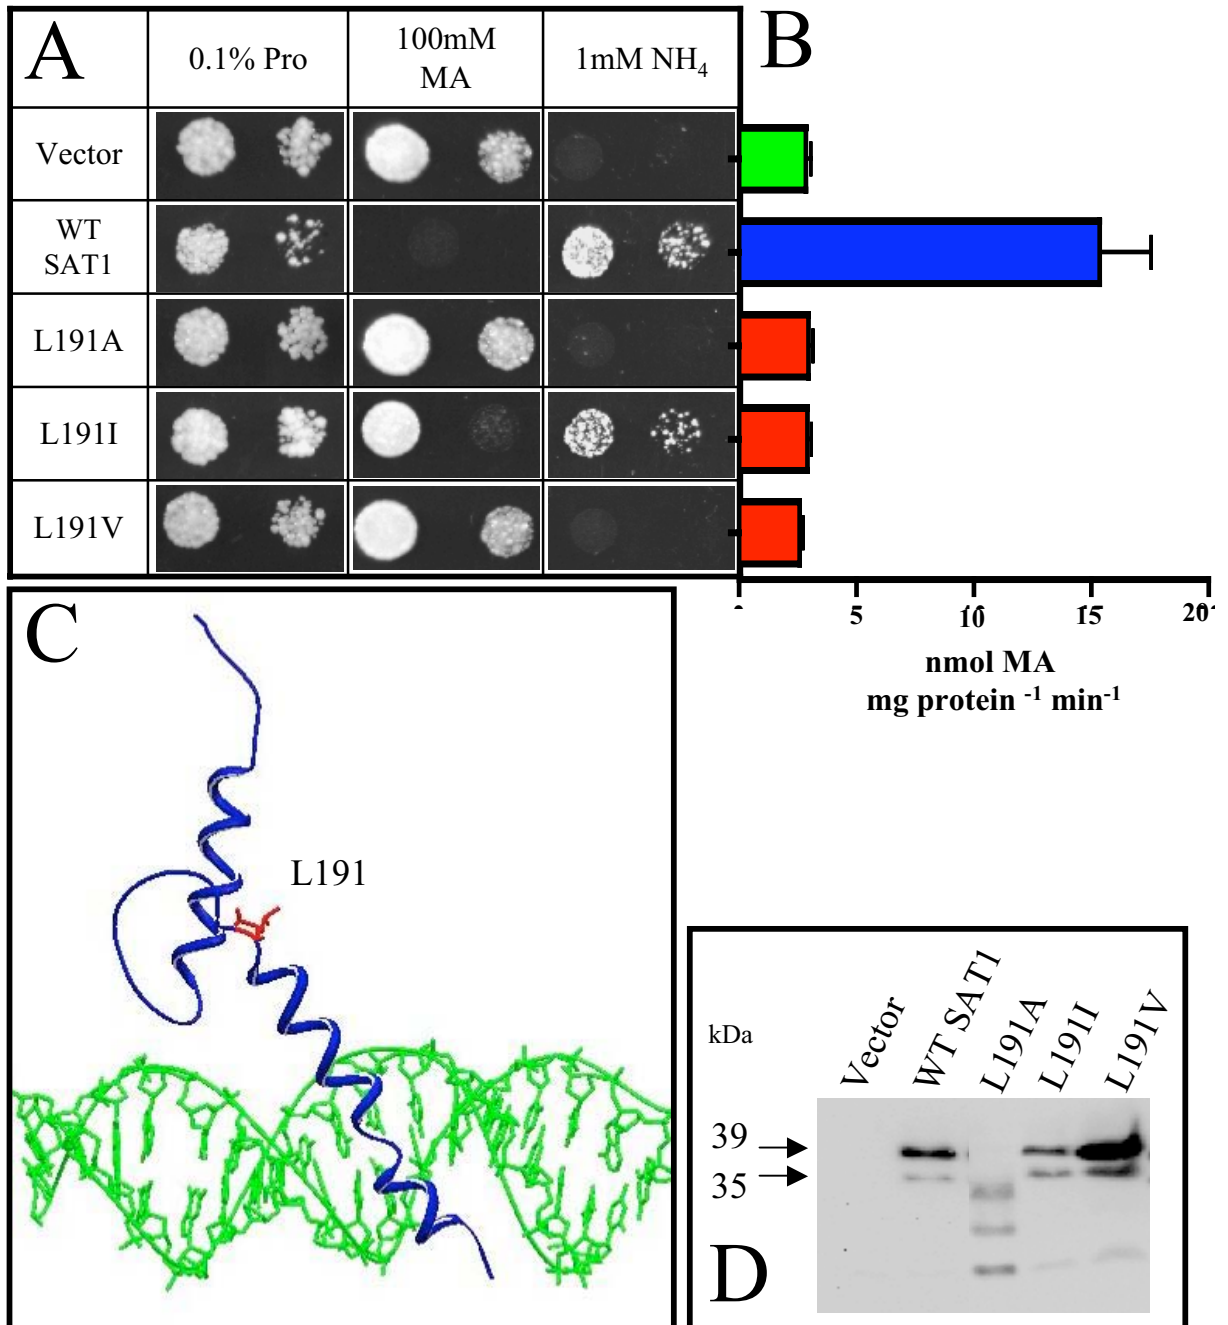 A
0.1% Pro
100mM
MA
1mM NH₄
B
Vector
WT
SAT1
L191A
L191I
L191V
5
10
15
20
nmol MA
mg protein ⁻¹ min⁻¹
C
L191
kDa
Vector
WT SAT1
L191A
L191I
L191V
39
35
D